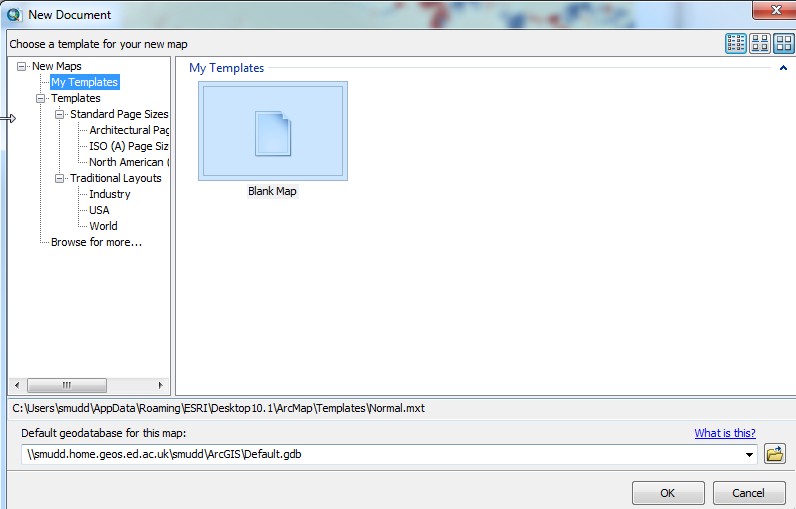 New Document
Choose a template for your new map
New Maps
My Templates
Templates
Standard Page Sizes
Architectural Pag
ISO (A) Page Siz
North American (
Traditional Layouts
Industry
USA
World
Browse for more...
My Templates
Blank Map
C:\Users\smudd\AppData\Roaming\ESRI\Desktop10.1\ArcMap\Templates\Normal.mxt
Default geodatabase for this map:
What is this?
\\smudd.home.geos.ed.ac.uk\smudd\ArcGIS\Default.gdb
OK
Cancel